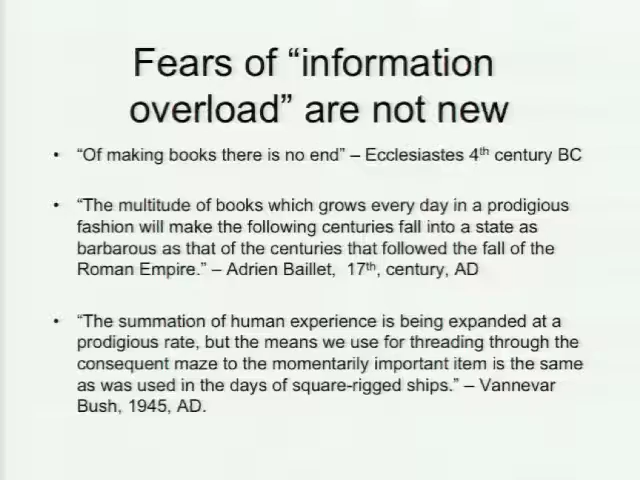 Fears of “information
overload” are not new
• “Of making books there is no end” – Ecclesiastes 4th century BC
• “The multitude of books which grows every day in a prodigious
fashion will make the following centuries fall into a state as
barbarous as that of the centuries that followed the fall of the
Roman Empire.” – Adrien Baillet, 17th, century, AD
• “The summation of human experience is being expanded at a
prodigious rate, but the means we use for threading through the
consequent maze to the momentarily important item is the same
as was used in the days of square-rigged ships.” – Vannevar
Bush, 1945, AD.